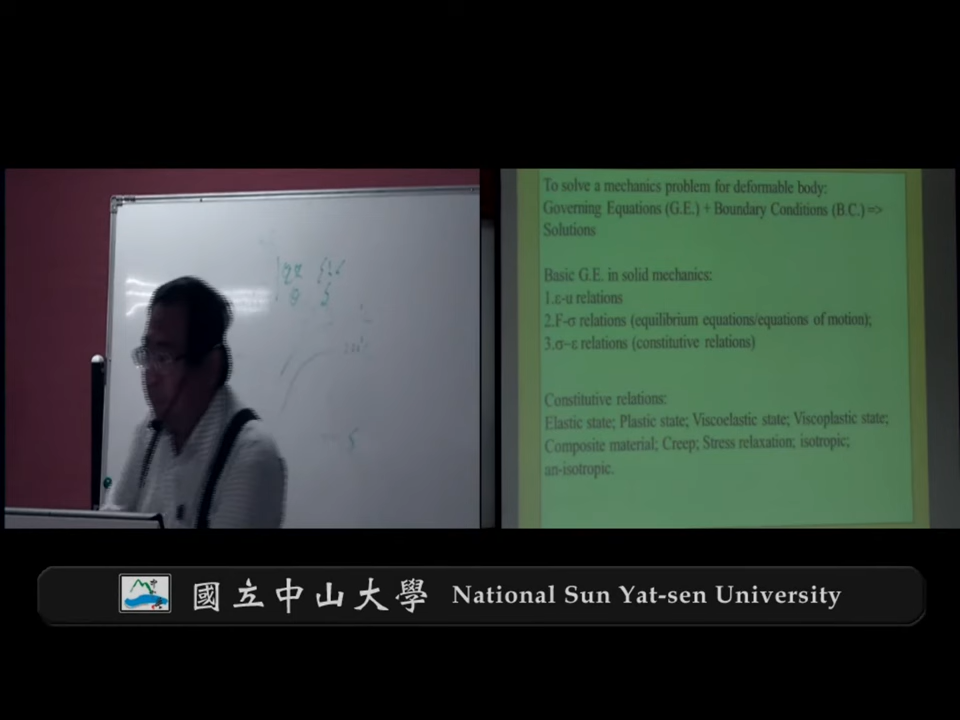 To solve a mechanics problem for deformable body:
Governing Equations (G.E.) + Boundary Conditions (B.C.) =>
Solutions
Basic G.E. in solid mechanics:
1.ε-u relations
2.F-σ relations (equilibrium equations/equations of motion);
3.σ−ε relations (constitutive relations)
Constitutive relations:
Elastic state; Plastic state; Viscoelastic state; Viscoplastic state;
Composite material; Creep; Stress relaxation; isotropic;
an-isotropic.
國立中山大學 National Sun Yat-sen University